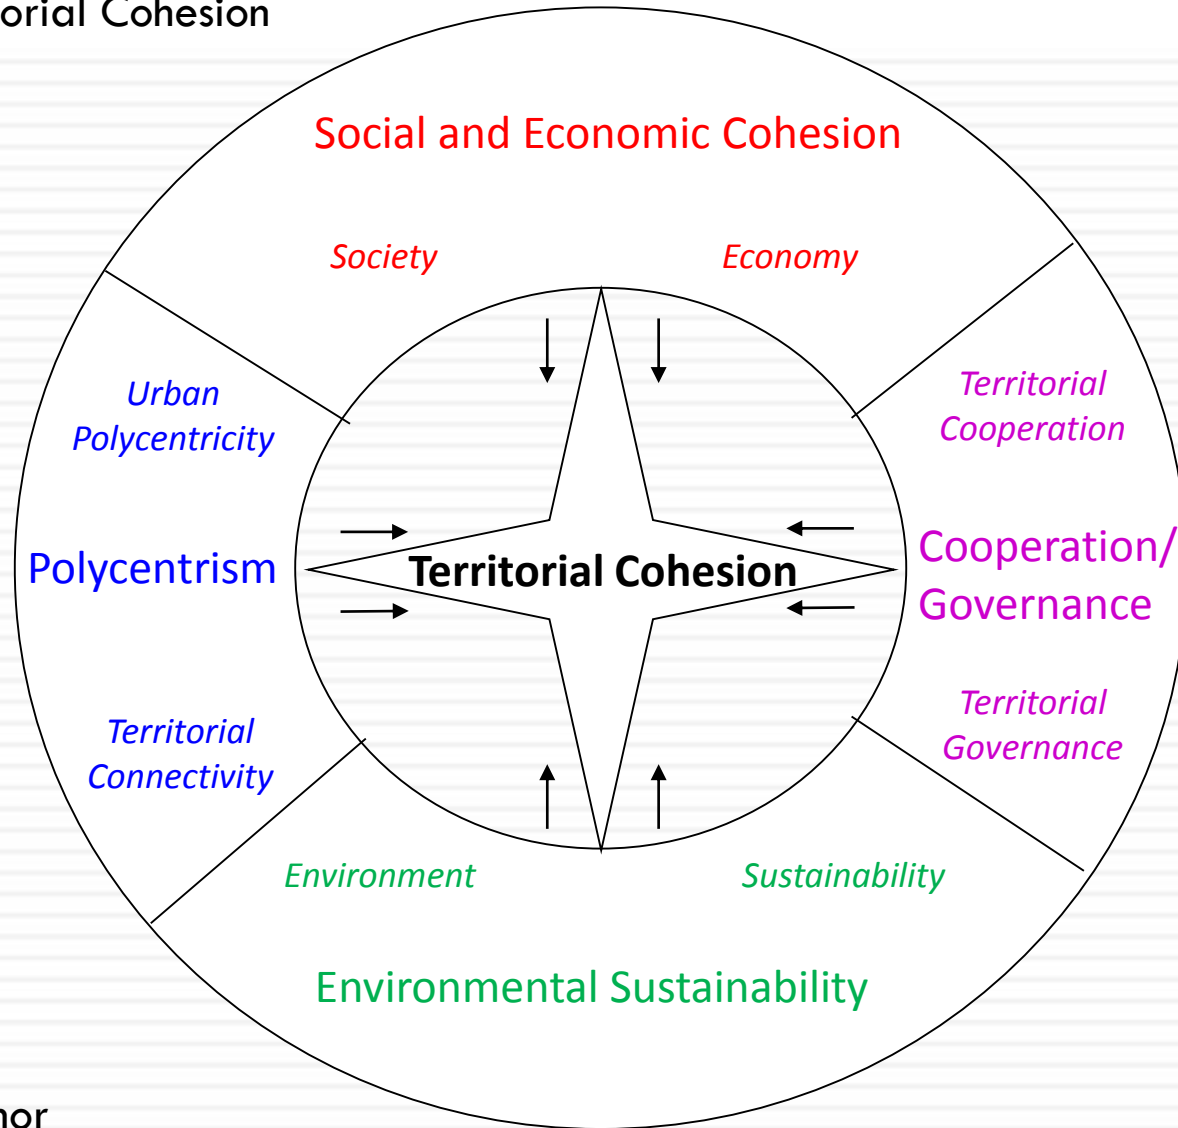 orial Cohesion
Social and Economic Cohesion
Society
Economy
Urban
Polycentricity
Territorial
Cooperation
Polycentrism
Territorial Cohesion
Cooperation/
Governance
Territorial
Connectivity
Territorial
Governance
Environment
Sustainability
Environmental Sustainability
hor